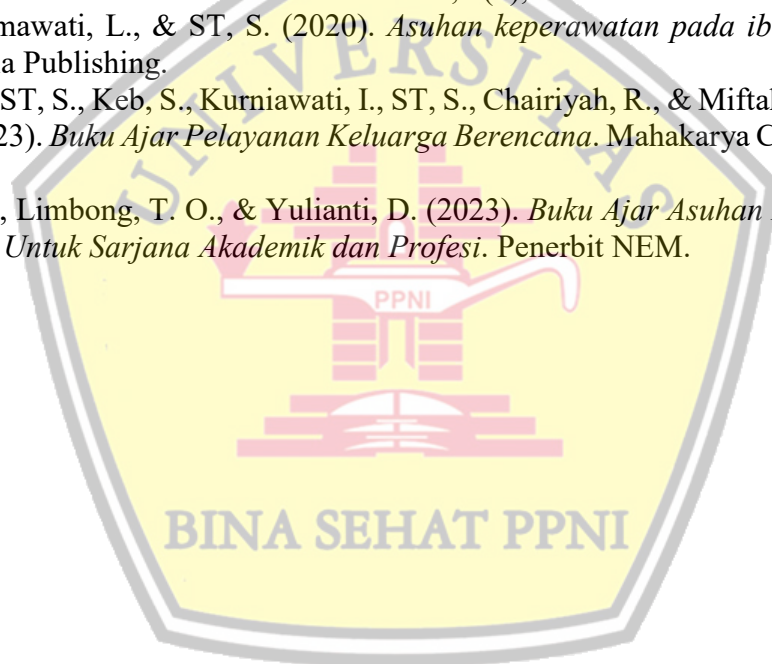 mawati, L., & ST, S. (2020). Asuhan keperawatan pada ib
a Publishing.
ST, S., Keb, S., Kurniawati, I., ST, S., Chairiyah, R., & Miftal
23). Buku Ajar Pelayanan Keluarga Berencana. Mahakarya C
, Limbong, T. O., & Yulianti, D. (2023). Buku Ajar Asuhan
Untuk Sarjana Akademik dan Profesi. Penerbit NEM.
UNIVERSITAS
PPNI
BINA SEHAT PPNI